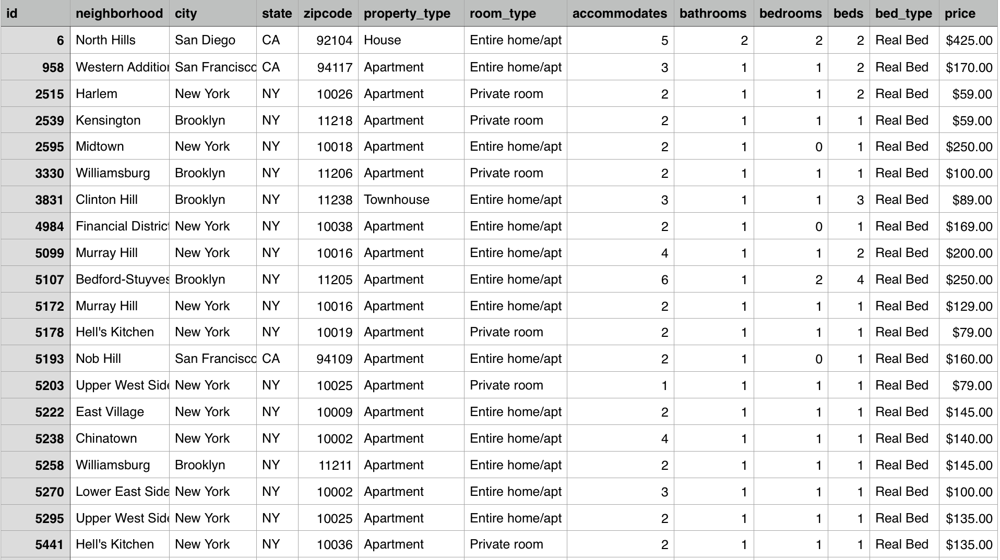 id neighborhood city state zipcode property_type room_type accommodates bathrooms bedrooms beds bed_type price
6 North Hills San Diego CA 92104 House Entire home/apt 5 2 2 2 Real Bed $425.00
958 Western Addition San Francisco CA 94117 Apartment Entire home/apt 3 1 1 2 Real Bed $170.00
2515 Harlem New York NY 10026 Apartment Private room 2 1 1 2 Real Bed $59.00
2539 Kensington Brooklyn NY 11218 Apartment Private room 2 1 1 1 Real Bed $59.00
2595 Midtown New York NY 10018 Apartment Entire home/apt 2 1 0 1 Real Bed $250.00
3330 Williamsburg Brooklyn NY 11206 Apartment Private room 2 1 1 1 Real Bed $100.00
3831 Clinton Hill Brooklyn NY 11238 Townhouse Entire home/apt 3 1 1 3 Real Bed $89.00
4984 Financial District New York NY 10038 Apartment Entire home/apt 2 1 0 1 Real Bed $169.00
5099 Murray Hill New York NY 10016 Apartment Entire home/apt 4 1 1 2 Real Bed $200.00
5107 Bedford-Stuyves Brooklyn NY 11205 Apartment Entire home/apt 6 1 2 4 Real Bed $250.00
5172 Murray Hill New York NY 10016 Apartment Entire home/apt 2 1 1 1 Real Bed $129.00
5178 Hell's Kitchen New York NY 10019 Apartment Private room 2 1 1 1 Real Bed $79.00
5193 Nob Hill San Francisco CA 94109 Apartment Entire home/apt 2 1 0 1 Real Bed $160.00
5203 Upper West Side New York NY 10025 Apartment Private room 1 1 1 1 Real Bed $79.00
5222 East Village New York NY 10009 Apartment Entire home/apt 2 1 1 1 Real Bed $145.00
5238 Chinatown New York NY 10002 Apartment Entire home/apt 4 1 1 1 Real Bed $140.00
5258 Williamsburg Brooklyn NY 11211 Apartment Entire home/apt 2 1 1 1 Real Bed $145.00
5270 Lower East Side New York NY 10002 Apartment Entire home/apt 3 1 1 1 Real Bed $100.00
5295 Upper West Side New York NY 10025 Apartment Entire home/apt 2 1 1 1 Real Bed $135.00
5441 Hell's Kitchen New York NY 10036 Apartment Private room 2 1 1 1 Real Bed $135.00